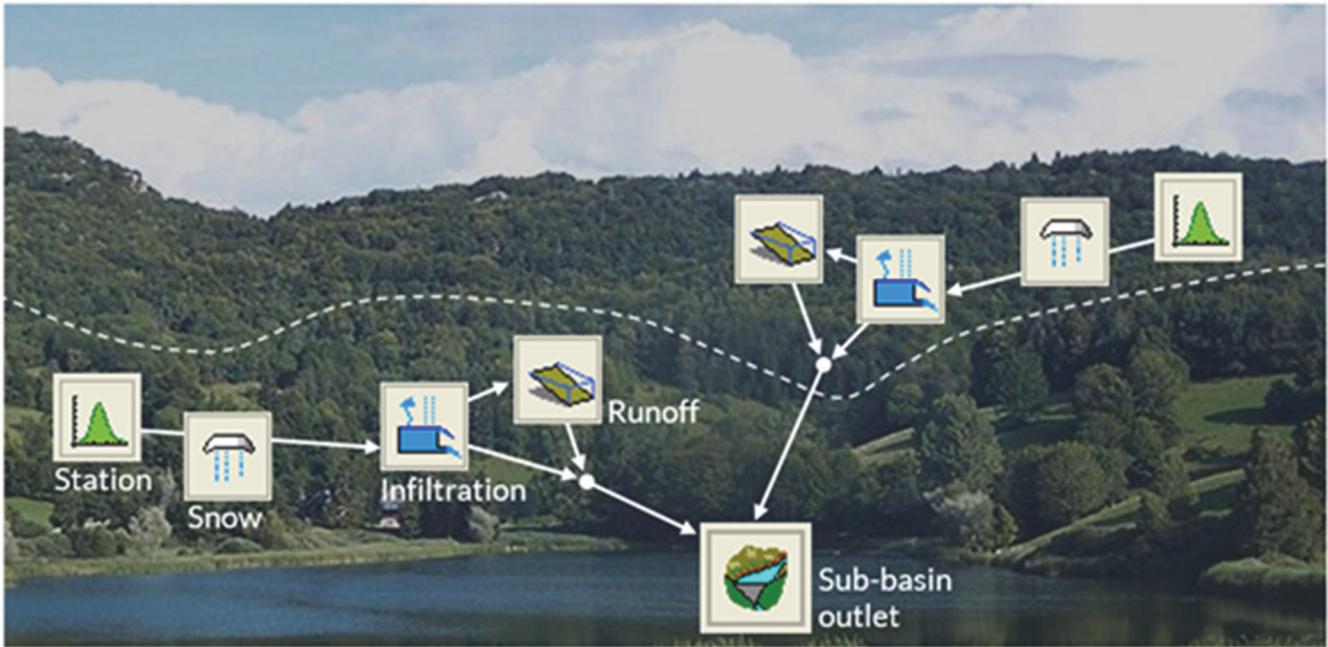 Runoff
Station
Infiltration
Snow
Sub-basin
outlet